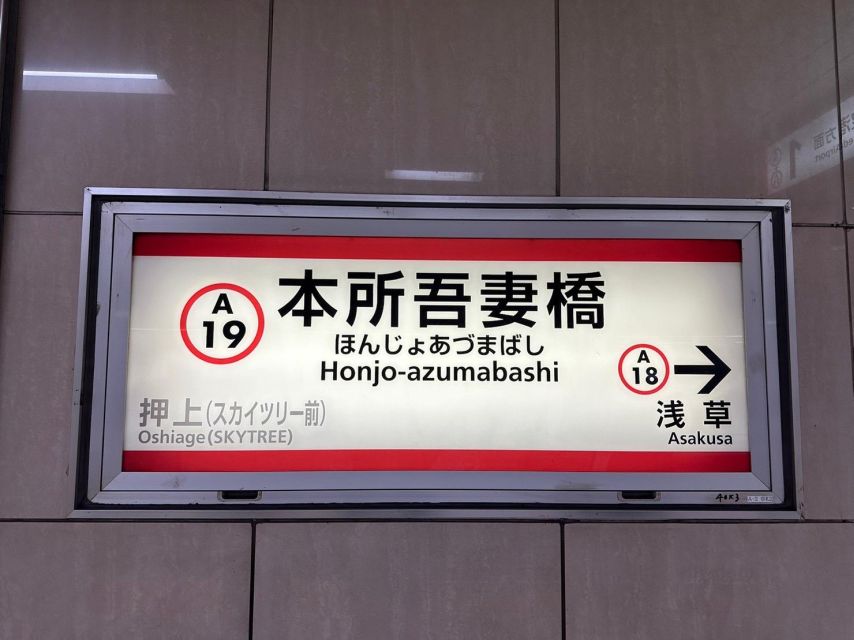 A
19
本所吾妻橋
ほんじょあづまばし
Honjo-azumabashi
A
18
押上(スカイツリー前)
Oshiage(SKYTREE)
浅草
Asakusa